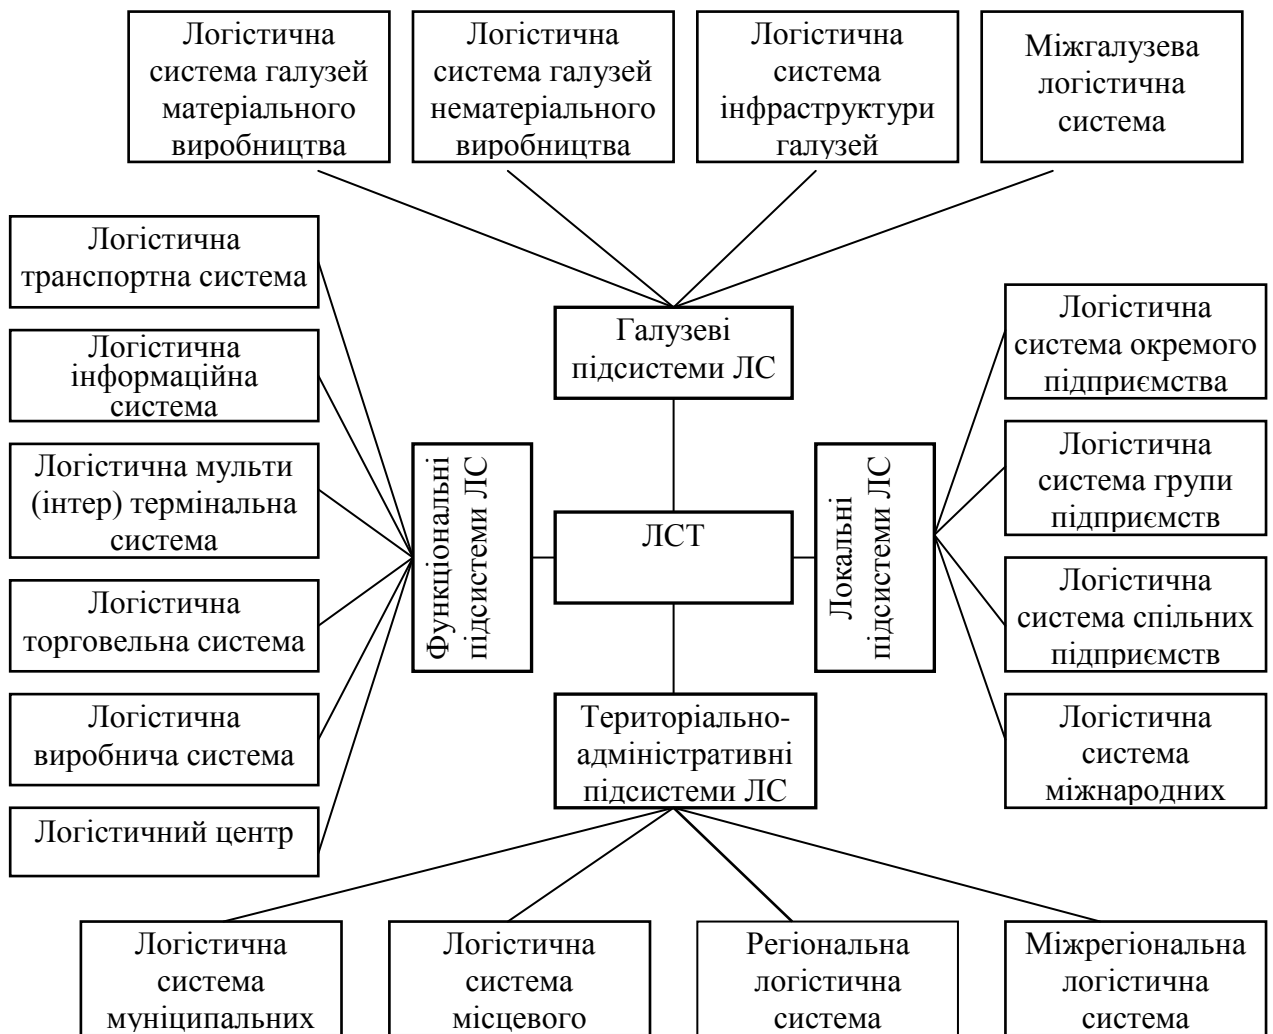 Логістична
система галузей
матеріального
виробництва
Логістична
система галузей
нематеріального
виробництва
Логістична
система
інфраструктури
галузей
Міжгалузева
логістична
система
Логістична
транспортна система
Логістична
інформаційна
система
Логістична мульти
(інтер) термінальна
система
Логістична
торговельна система
Логістична
виробнича система
Логістичний центр
Функціональні
підсистеми ЛС
Галузеві
підсистеми ЛС
ЛСТ
Територіально-
адміністративні
підсистеми ЛС
Локальні
підсистеми ЛС
Логістична
система окремого
підприємства
Логістична
система групи
підприємств
Логістична
система спільних
підприємств
Логістична
система
міжнародних
Логістична
система
муніципальних
Логістична
система
місцевого
Регіональна
логістична
система
Міжрегіональна
логістична
система